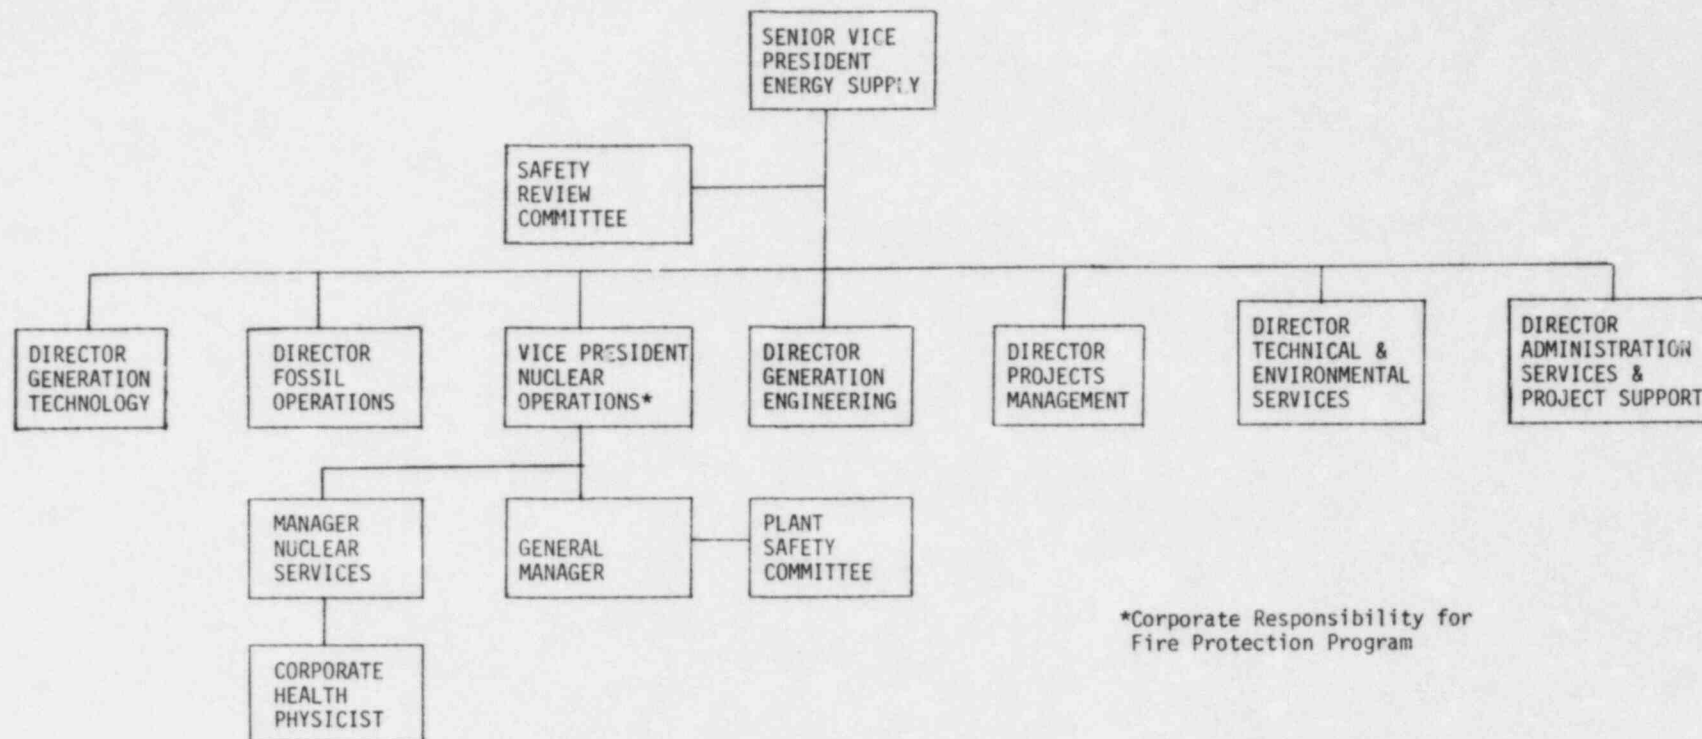 SENIOR VICE
PRESIDENT
ENERGY SUPPLY
SAFETY
REVIEW
COMMITTEE
DIRECTOR
GENERATION
TECHNOLOGY
DIRECTOR
FOSSIL
OPERATIONS
VICE PRESIDENT
NUCLEAR
OPERATIONS*
DIRECTOR
GENERATION
ENGINEERING
DIRECTOR
PROJECTS
MANAGEMENT
DIRECTOR
TECHNICAL &
ENVIRONMENTAL
SERVICES
DIRECTOR
ADMINISTRATION
SERVICES &
PROJECT SUPPORT
MANAGER
NUCLEAR
SERVICES
GENERAL
MANAGER
PLANT
SAFETY
COMMITTEE
CORPORATE
HEALTH
PHYSICIST
*Corporate Responsibility for
Fire Protection Program